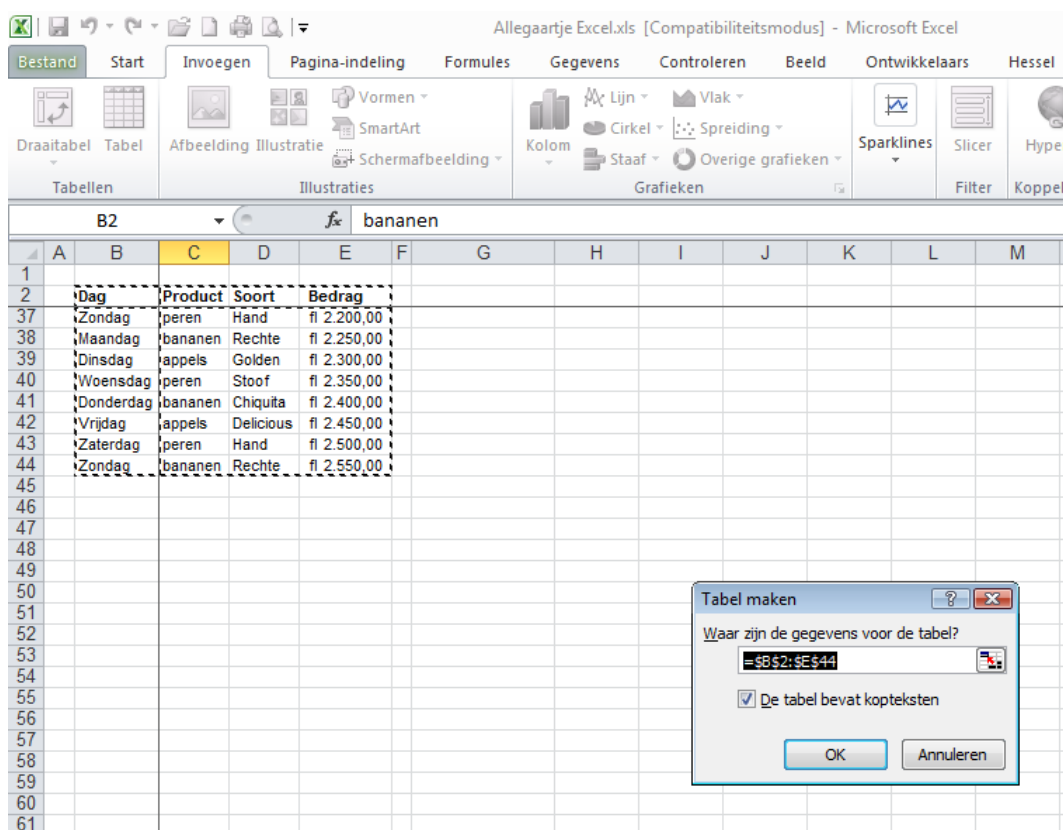 Allegaartje Excel.xls [Compatibiliteitsmodus] - Microsoft Excel
Bestand Start Invoegen Pagina-indeling Formules Gegevens Controleren Beeld Ontwikkelaars Hessel
Draaitabel Tabel Afbeelding Illustratie Vormen SmartArt Schermafbeelding Kolom Lijn Vlak Cirkel Spreiding Staaf Overige grafieken Sparklines Slicer Hype
Tabellen Illustraties Grafieken Filter Koppel
B2 fx bananen
A B C D E F G H I J K L M
1
2 Dag Product Soort Bedrag
37 Zondag peren Hand fl 2.200,00
38 Maandag bananen Rechte fl 2.250,00
39 Dinsdag appels Golden fl 2.300,00
40 Woensdag peren Stoof fl 2.350,00
41 Donderdag bananen Chiquita fl 2.400,00
42 Vrijdag appels Delicious fl 2.450,00
43 Zaterdag peren Hand fl 2.500,00
44 Zondag bananen Rechte fl 2.550,00
45
46
47
48
49
50
51
52
53
54
55
56
57
58
59
60
61
Tabel maken
Waar zijn de gegevens voor de tabel?
=$B$2:$E$44
De tabel bevat kopteksten
OK Annuleren